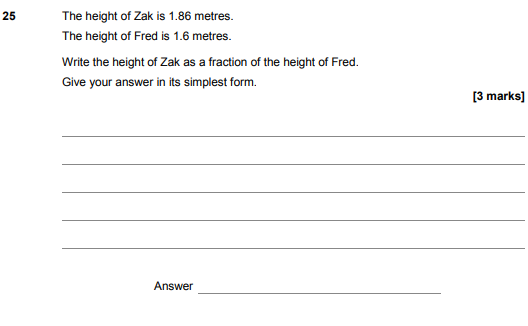 25 The height of Zak is 1.86 metres.
The height of Fred is 1.6 metres.
Write the height of Zak as a fraction of the height of Fred.
Give your answer in its simplest form.
[3 marks]
Answer